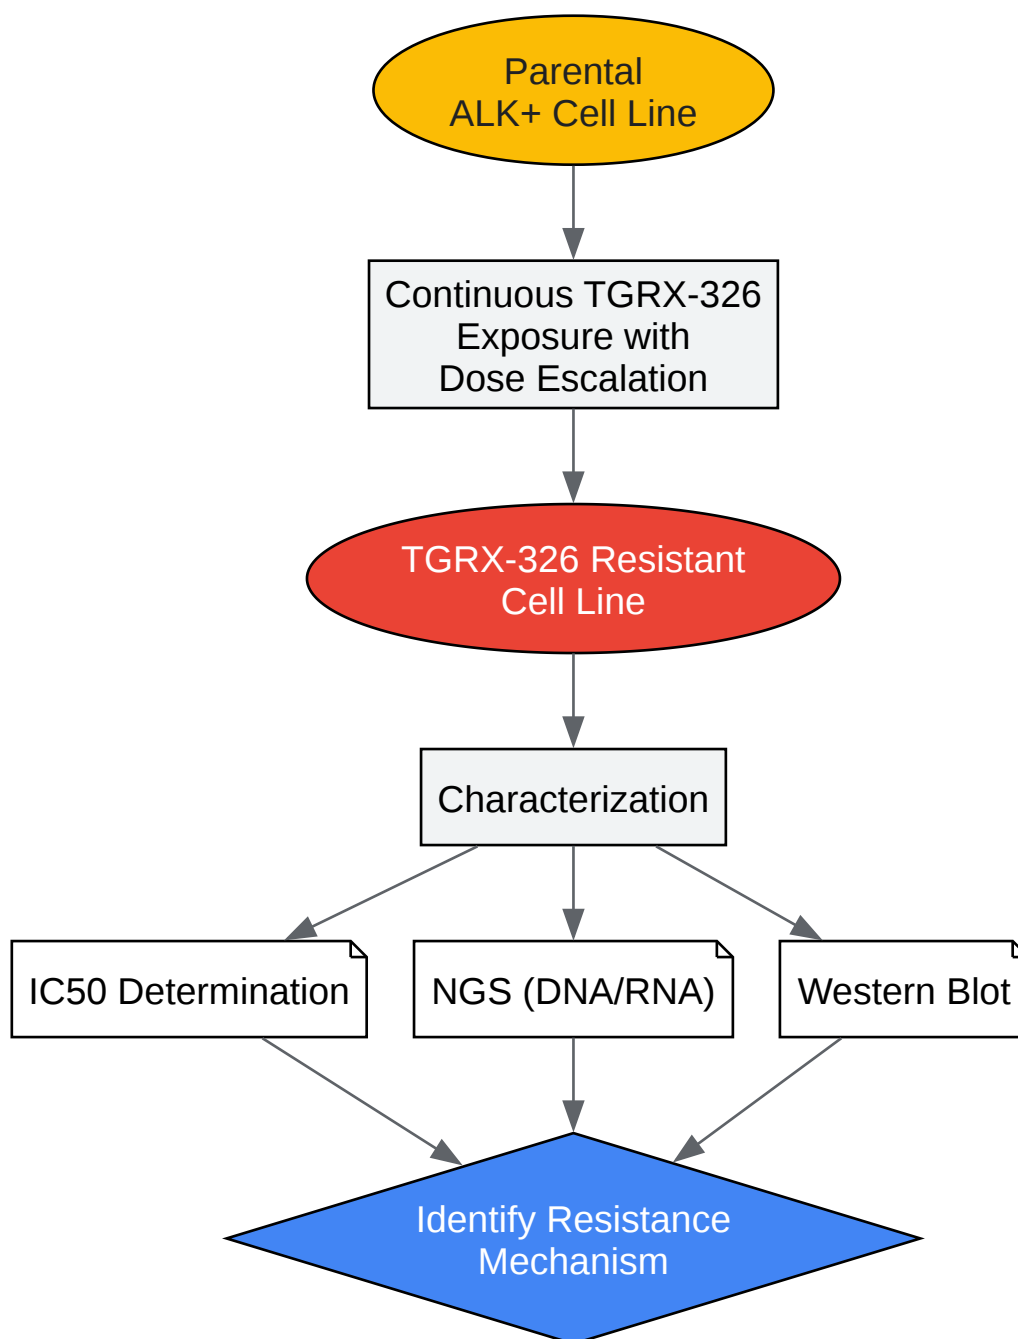 Parental
ALK+ Cell Line
Continuous TGRX-326
Exposure with
Dose Escalation
TGRX-326 Resistant
Cell Line
Characterization
IC50 Determination
NGS (DNA/RNA)
Western Blot
Identify Resistance
Mechanism